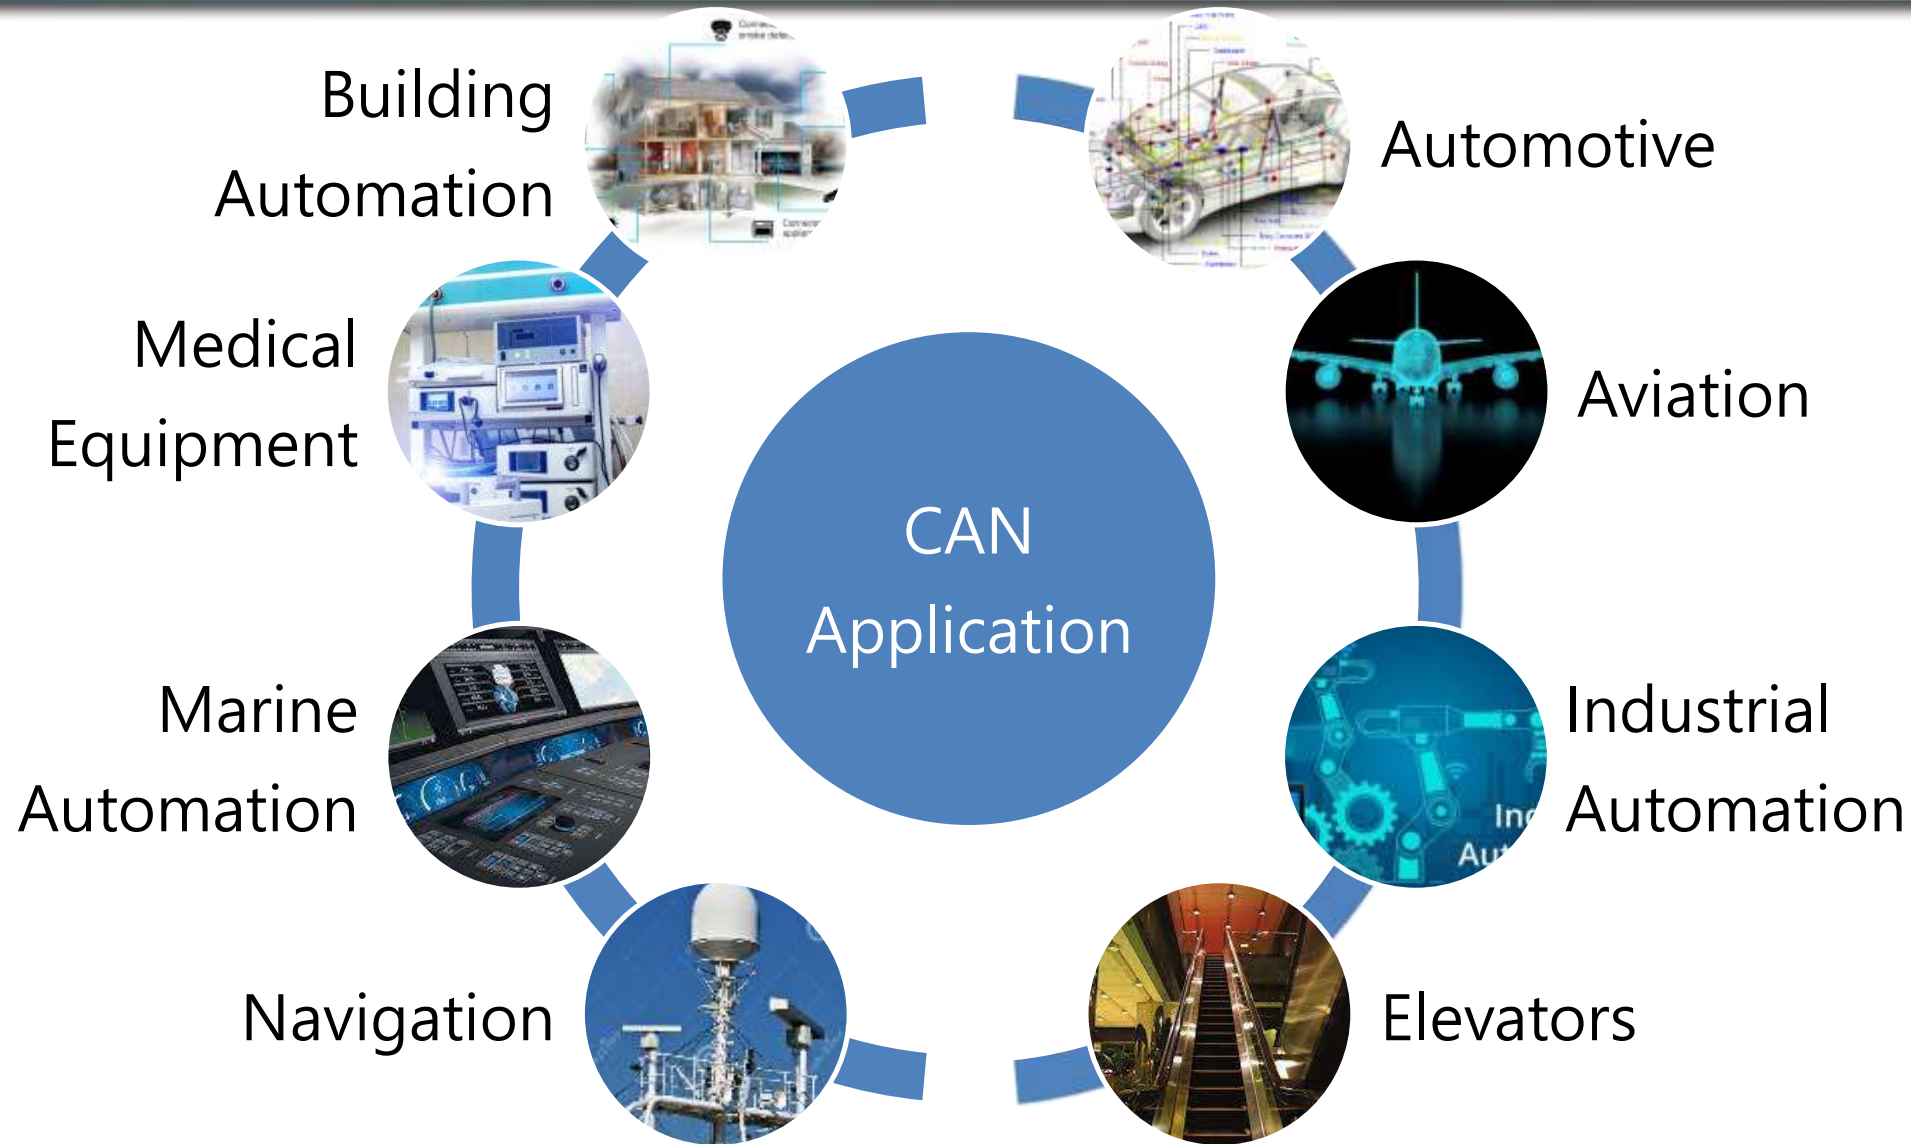 Building
Automation
Automotive
Medical
Equipment
Aviation
CAN
Application
Marine
Automation
Industrial
Automation
Navigation
Elevators